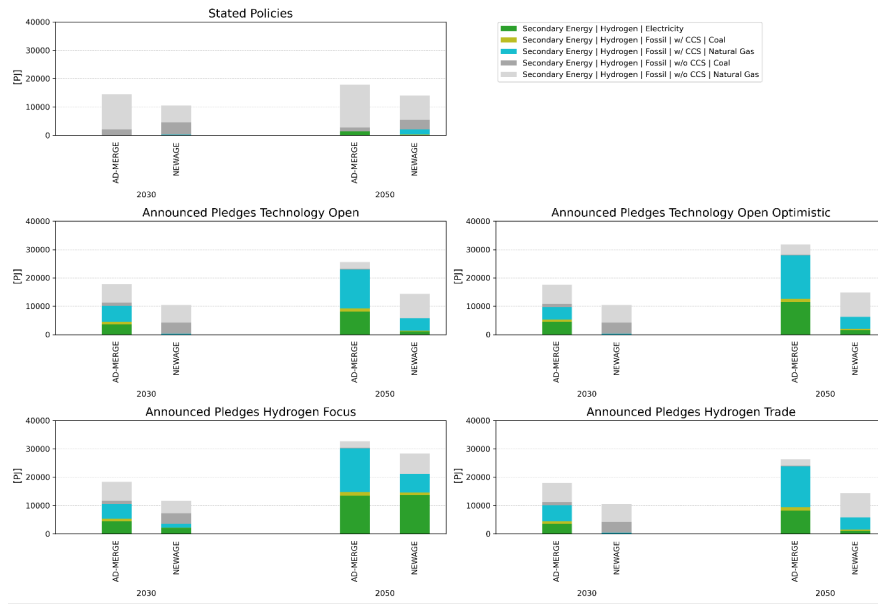 Stated Policies
[PJ]
40000
30000
20000
10000
0
AD-MERGE
NEWAGE
AD-MERGE
NEWAGE
2030
2050
Secondary Energy | Hydrogen | Electricity
Secondary Energy | Hydrogen | Fossil | w/ CCS | Coal
Secondary Energy | Hydrogen | Fossil | w/ CCS | Natural Gas
Secondary Energy | Hydrogen | Fossil | w/o CCS | Coal
Secondary Energy | Hydrogen | Fossil | w/o CCS | Natural Gas
Announced Pledges Technology Open
[PJ]
40000
30000
20000
10000
0
AD-MERGE
NEWAGE
AD-MERGE
NEWAGE
2030
2050
Announced Pledges Technology Open Optimistic
40000
30000
20000
10000
0
AD-MERGE
NEWAGE
AD-MERGE
NEWAGE
2030
2050
Announced Pledges Hydrogen Focus
[PJ]
40000
30000
20000
10000
0
AD-MERGE
NEWAGE
AD-MERGE
NEWAGE
2030
2050
Announced Pledges Hydrogen Trade
40000
30000
20000
10000
0
AD-MERGE
NEWAGE
AD-MERGE
NEWAGE
2030
2050